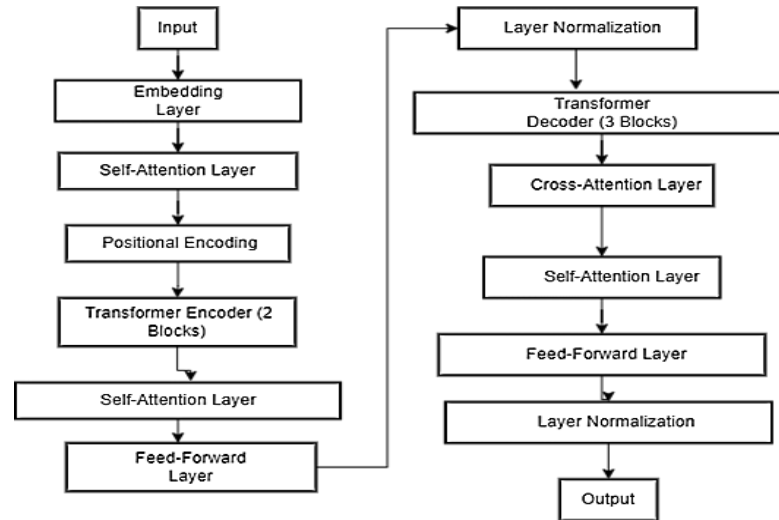 Input
Embedding
Layer
Self-Attention Layer
Positional Encoding
Transformer Encoder (2
Blocks)
Self-Attention Layer
Feed-Forward
Layer
Layer Normalization
Transformer
Decoder (3 Blocks)
Cross-Attention Layer
Self-Attention Layer
Feed-Forward Layer
Layer Normalization
Output